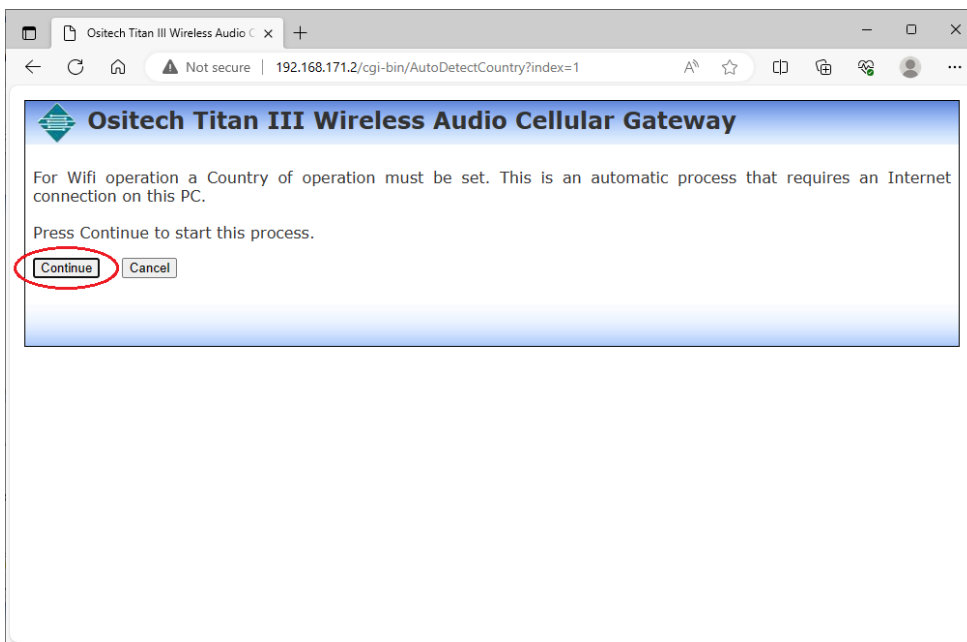 Ositech Titan III Wireless Audio C
Not secure | 192.168.171.2/cgi-bin/AutoDetectCountry?index=1
Ositech Titan III Wireless Audio Cellular Gateway
For Wifi operation a Country of operation must be set. This is an automatic process that requires an Internet
connection on this PC.
Press Continue to start this process.
Continue Cancel